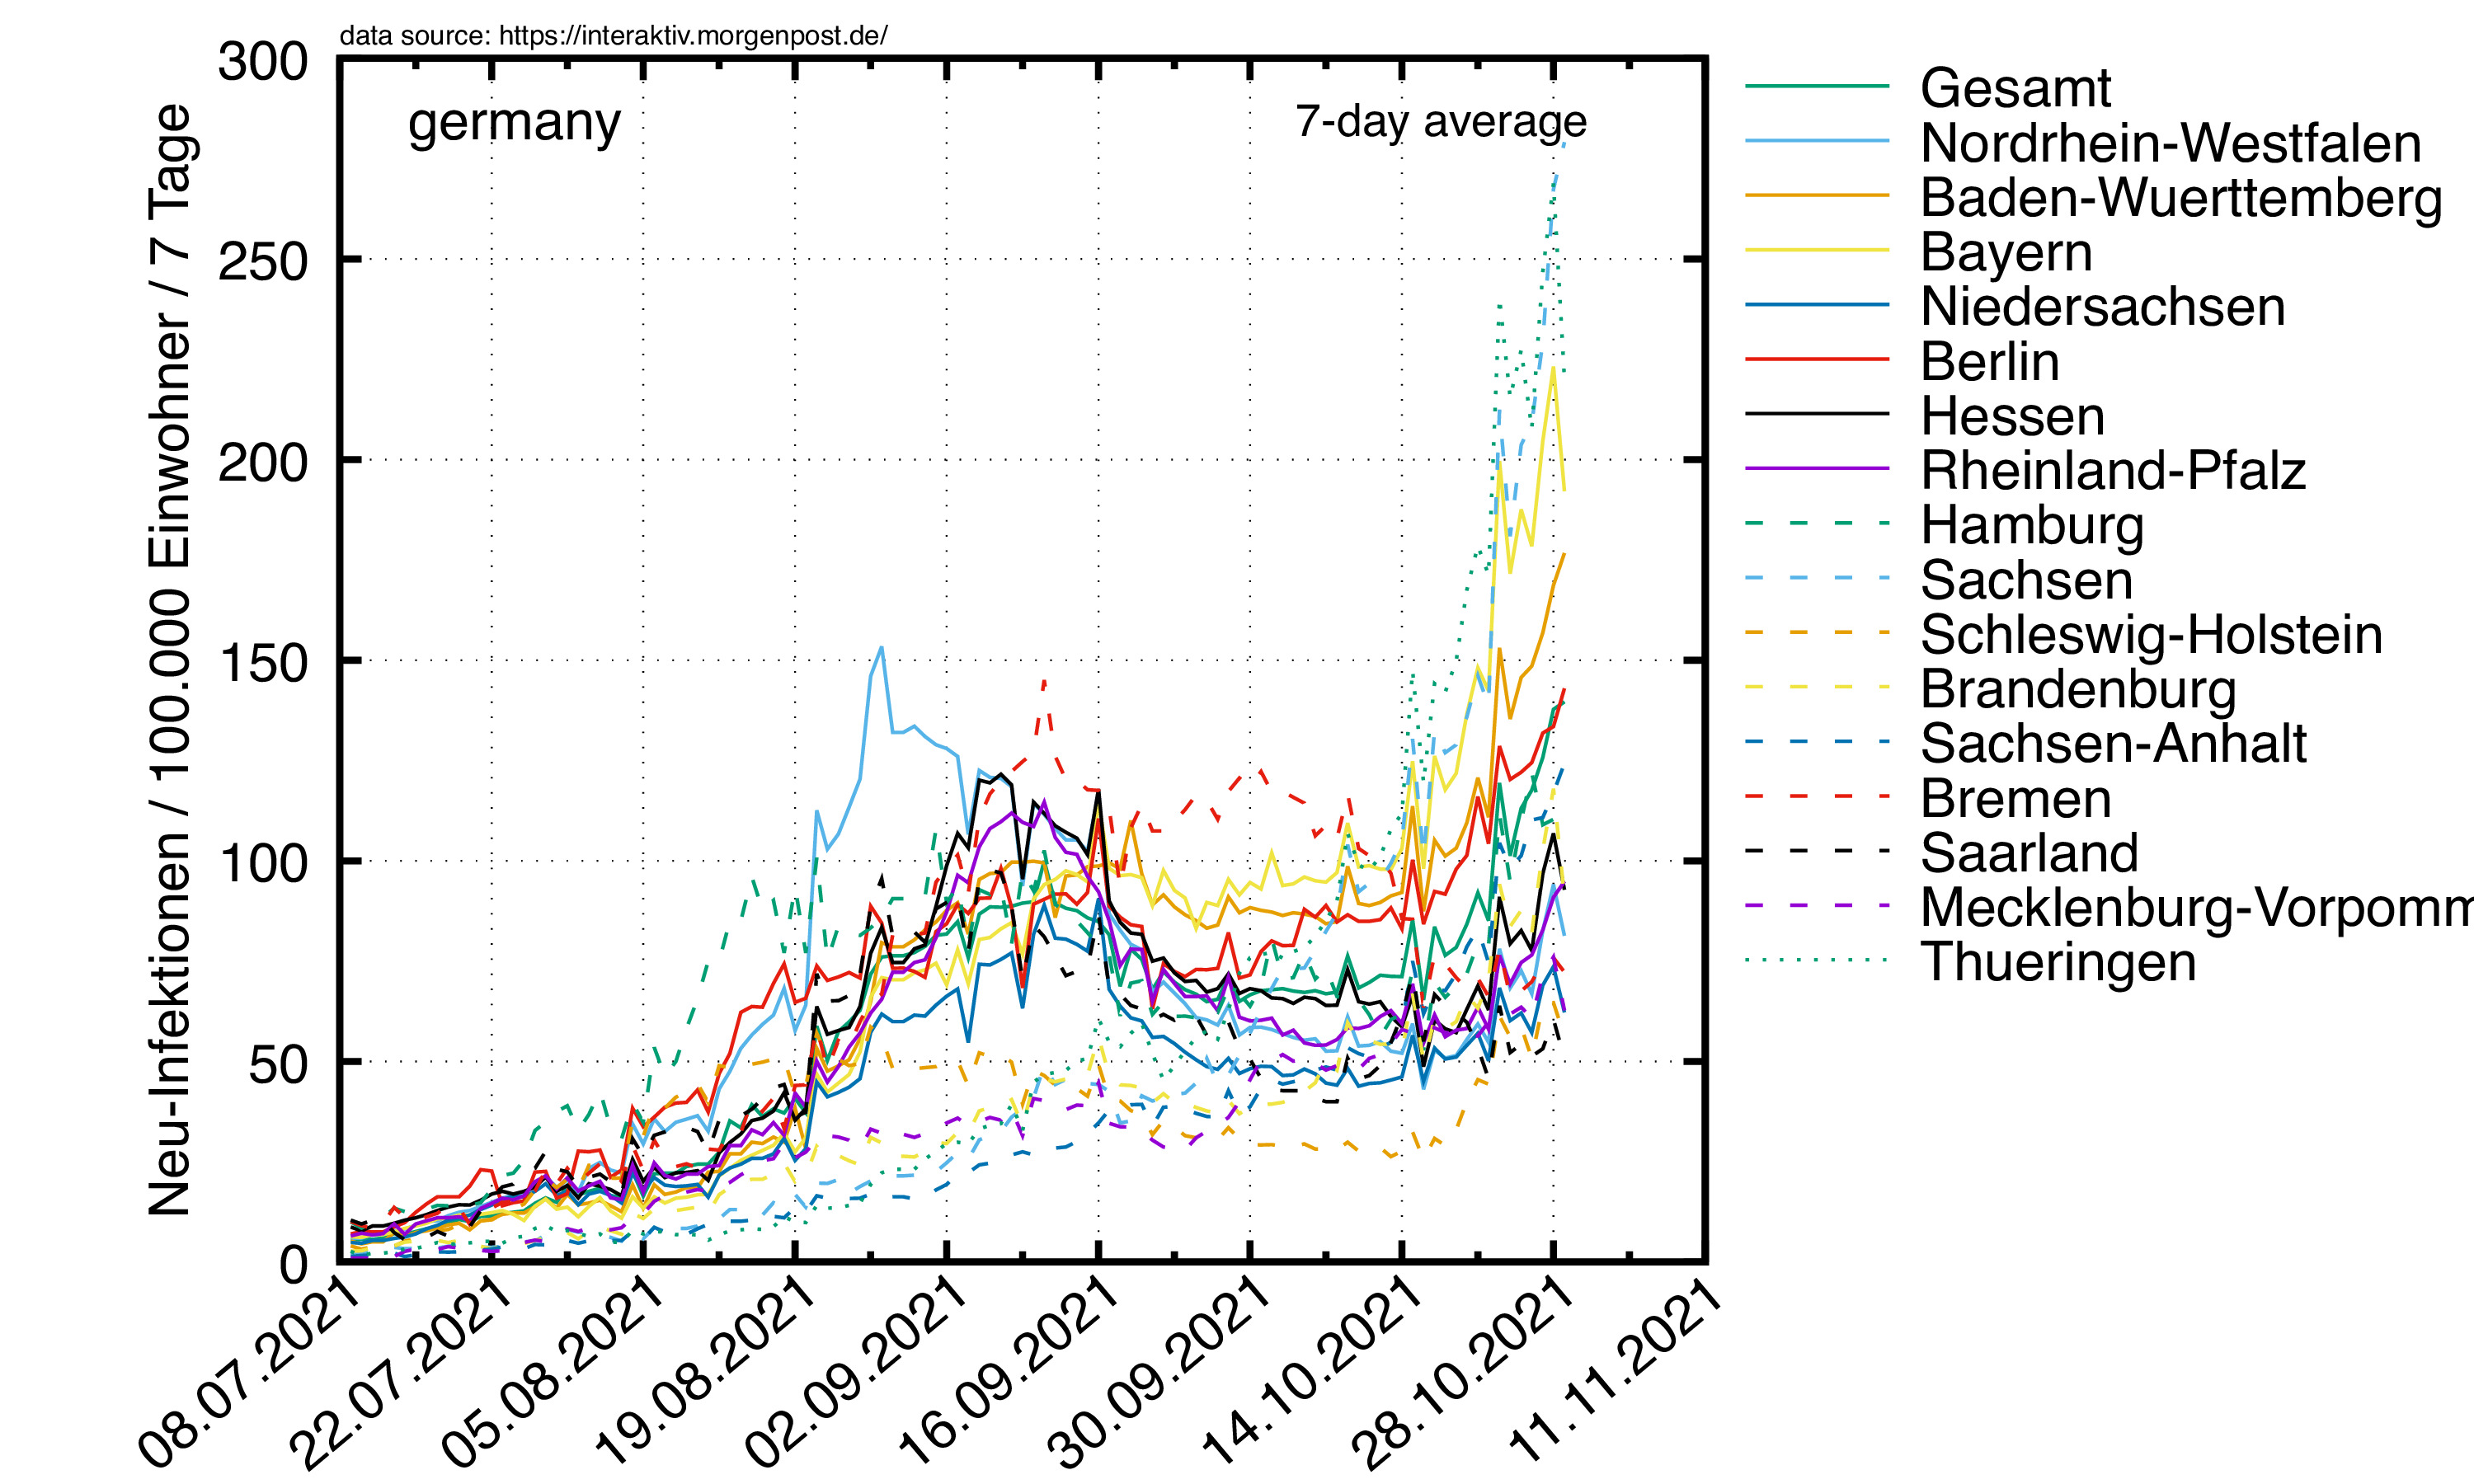 data source: https://interaktiv.morgenpost.de/
germany
7-day average
Neu-Infektionen / 100.000 Einwohner / 7 Tage
300
250
200
150
100
50
0
08.07.2021
22.07.2021
05.08.2021
19.08.2021
02.09.2021
16.09.2021
30.09.2021
14.10.2021
28.10.2021
11.11.2021
Gesamt
Nordrhein-Westfalen
Baden-Wuerttemberg
Bayern
Niedersachsen
Berlin
Hessen
Rheinland-Pfalz
Hamburg
Sachsen
Schleswig-Holstein
Brandenburg
Sachsen-Anhalt
Bremen
Saarland
Mecklenburg-Vorpomm
Thueringen